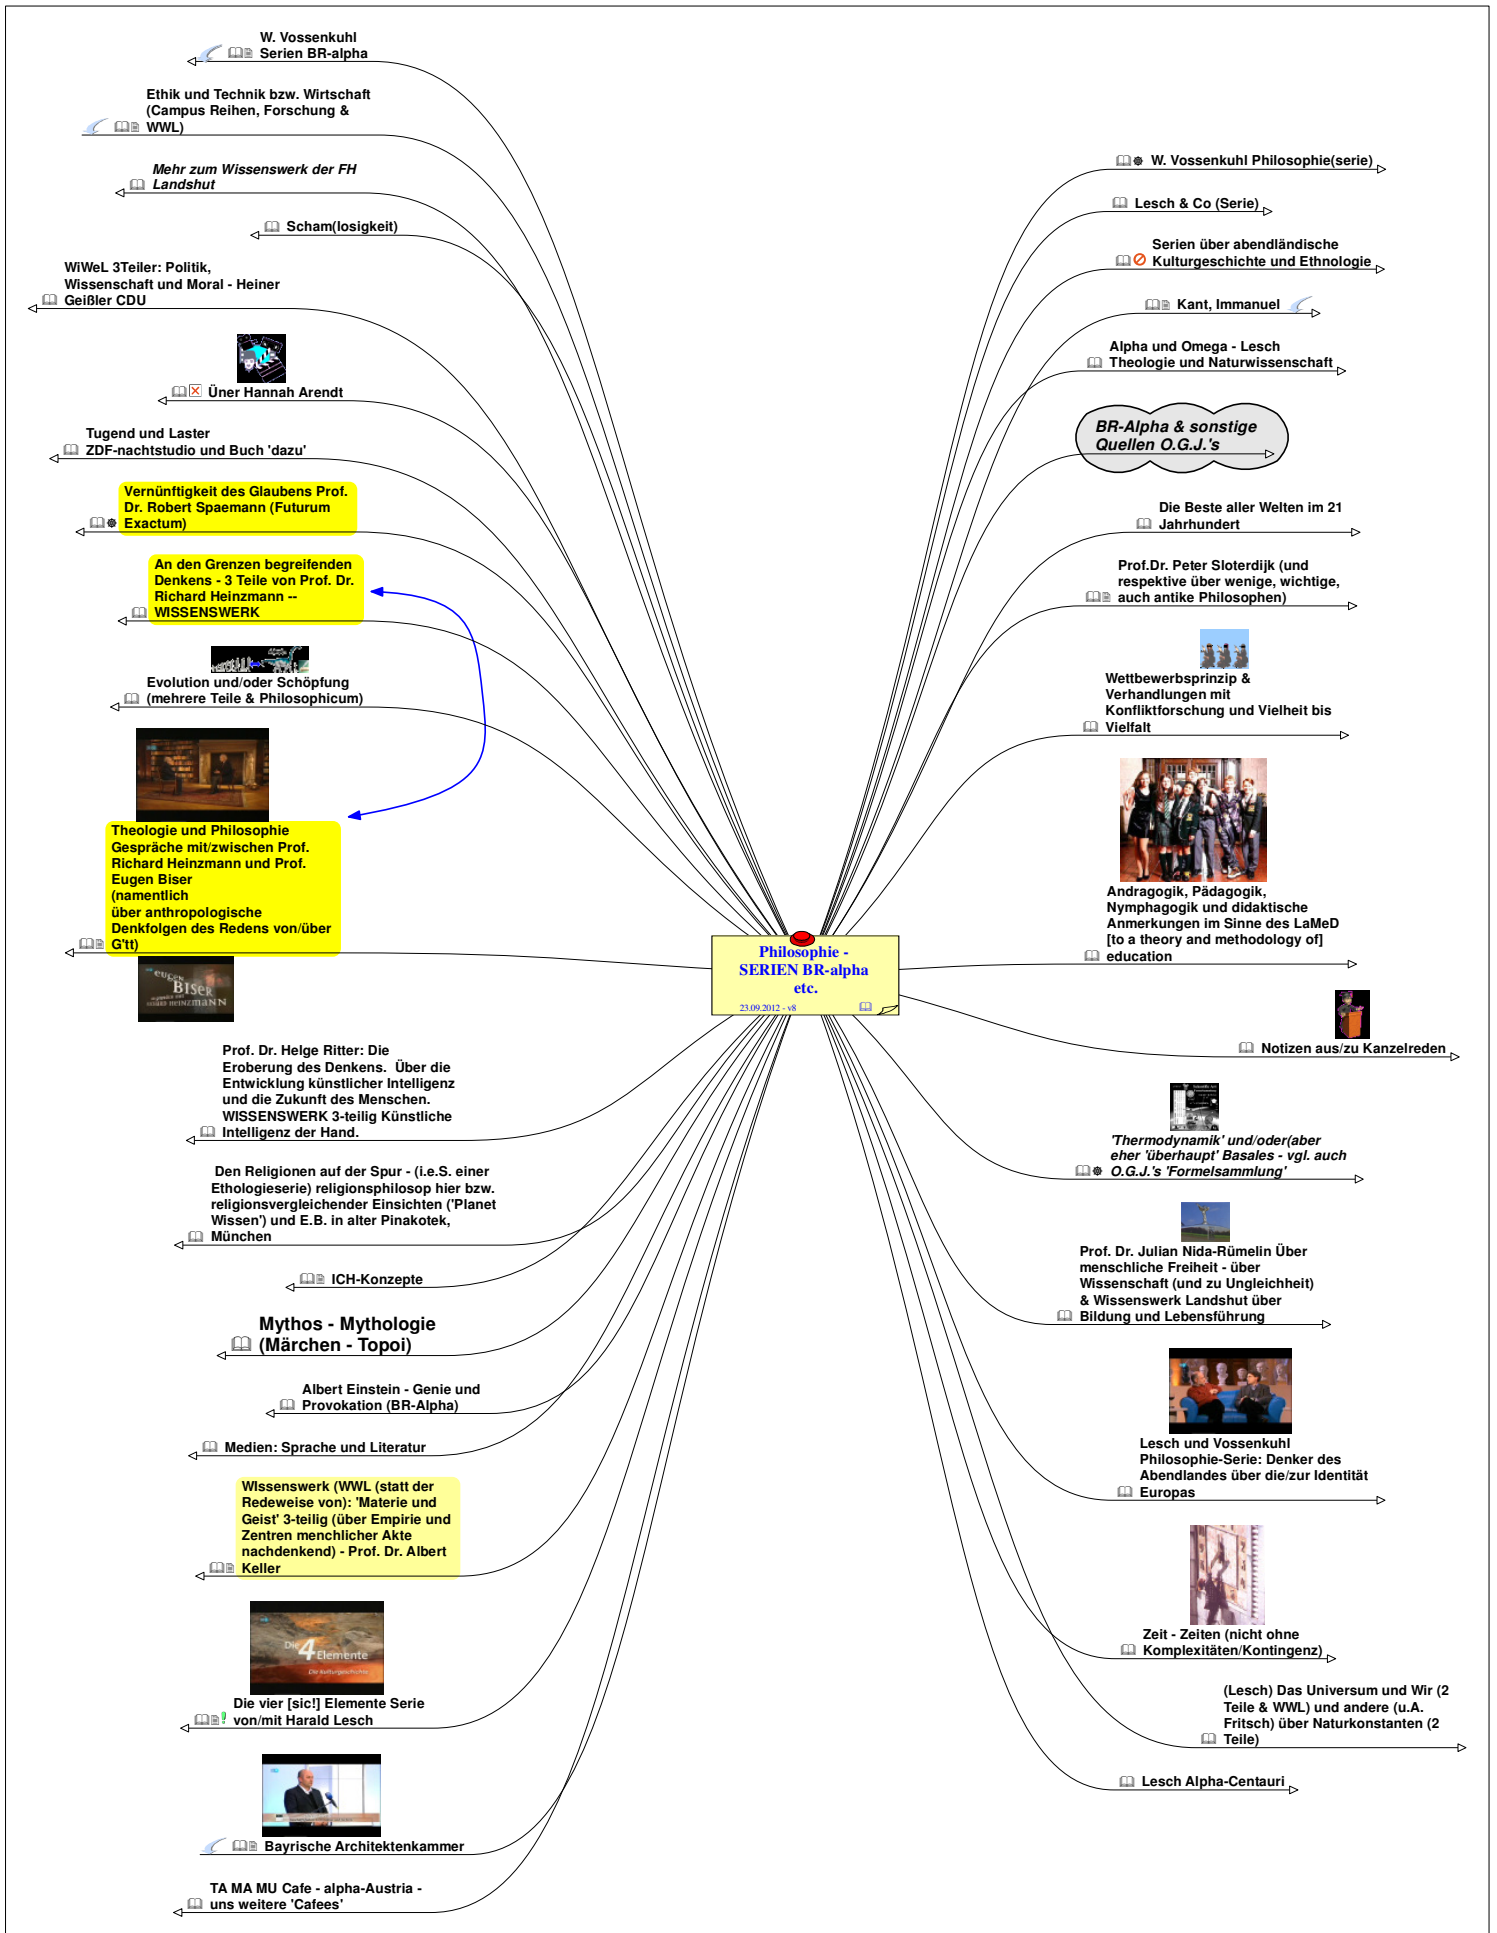 W. Vossenkuhl
Serien BR-alpha
Ethik und Technik bzw. Wirtschaft
(Campus Reihen, Forschung &
WWL)
Mehr zum Wissenswerk der FH
Landshut
Scham(losigkeit)
WiWeL 3Teiler: Politik,
Wissenschaft und Moral - Heiner
Geißler CDU
Üner Hannah Arendt
Tugend und Laster
ZDF-nachtstudio und Buch 'dazu'
Vernünftigkeit des Glaubens Prof.
Dr. Robert Spaemann (Futurum
Exactum)
An den Grenzen begreifenden
Denkens - 3 Teile von Prof. Dr.
Richard Heinzmann --
WISSENSWERK
Evolution und/oder Schöpfung
(mehrere Teile & Philosophicum)
Theologie und Philosophie
Gespräche mit/zwischen Prof.
Richard Heinzmann und Prof.
Eugen Biser
(namentlich
über anthropologische
Denkfolgen des Redens von/über
G'tt)
EUGEN
BISER
RICHARD HEINZMANN
Prof. Dr. Helge Ritter: Die
Eroberung des Denkens.  Über die
Entwicklung künstlicher Intelligenz
und die Zukunft des Menschen.
WISSENSWERK 3-teilig Künstliche
Intelligenz der Hand.
Den Religionen auf der Spur - (i.e.S. einer
Ethologieserie) religionsphilosop hier bzw.
religionsvergleichender Einsichten ('Planet
Wissen') und E.B. in alter Pinakotek,
München
ICH-Konzepte
Mythos - Mythologie
(Märchen - Topoi)
Albert Einstein - Genie und
Provokation (BR-Alpha)
Medien: Sprache und Literatur
WIssenswerk (WWL (statt der
Redeweise von): 'Materie und
Geist' 3-teilig (über Empirie und
Zentren menchlicher Akte
nachdenkend) - Prof. Dr. Albert
Keller
Die 4 Elemente
Die Kulturgeschichte
Die vier [sic!] Elemente Serie
von/mit Harald Lesch
Bayrische Architektenkammer
TA MA MU Cafe - alpha-Austria -
uns weitere 'Cafees'
Philosophie -
SERIEN BR-alpha
etc.
23.09.2012 - v8
W. Vossenkuhl Philosophie(serie)
Lesch & Co (Serie)
Serien über abendländische
Kulturgeschichte und Ethnologie
Kant, Immanuel
Alpha und Omega - Lesch
Theologie und Naturwissenschaft
BR-Alpha & sonstige
Quellen O.G.J.'s
Die Beste aller Welten im 21
Jahrhundert
Prof.Dr. Peter Sloterdijk (und
respektive über wenige, wichtige,
auch antike Philosophen)
Wettbewerbsprinzip &
Verhandlungen mit
Konfliktforschung und Vielheit bis
Vielfalt
Andragogik, Pädagogik,
Nymphagogik und didaktische
Anmerkungen im Sinne des LaMeD
[to a theory and methodology of]
education
Notizen aus/zu Kanzelreden
'Thermodynamik' und/oder(aber
eher 'überhaupt' Basales - vgl. auch
O.G.J.'s 'Formelsammlung'
Prof. Dr. Julian Nida-Rümelin Über
menschliche Freiheit - über
Wissenschaft (und zu Ungleichheit)
& Wissenswerk Landshut über
Bildung und Lebensführung
Lesch und Vossenkuhl
Philosophie-Serie: Denker des
Abendlandes über die/zur Identität
Europas
Zeit - Zeiten (nicht ohne
Komplexitäten/Kontingenz)
(Lesch) Das Universum und Wir (2
Teile & WWL) und andere (u.A.
Fritsch) über Naturkonstanten (2
Teile)
Lesch Alpha-Centauri